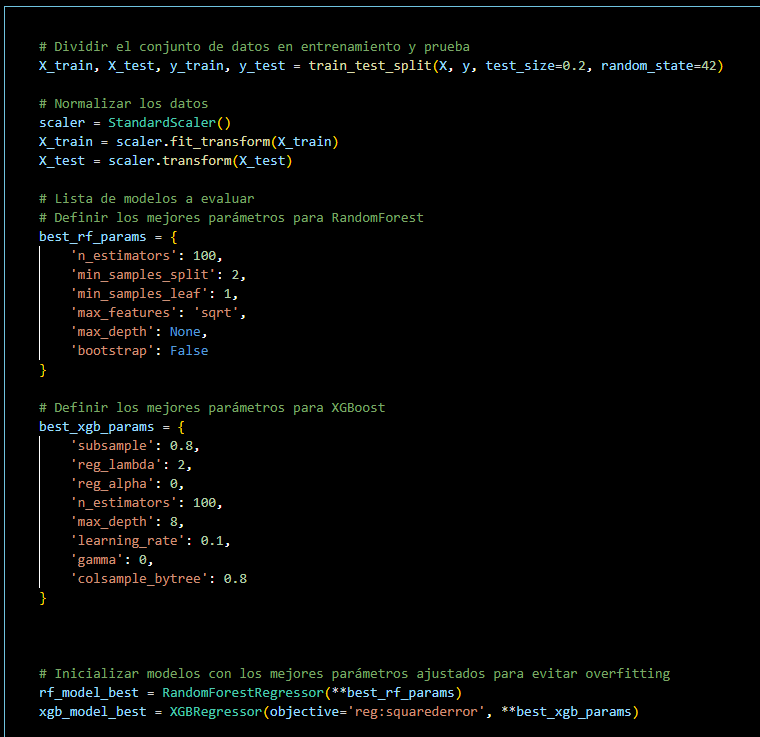 # Dividir el conjunto de datos en entrenamiento y prueba
X_train, X_test, y_train, y_test = train_test_split(X, y, test_size=0.2, random_state=42)
# Normalizar los datos
scaler = StandardScaler()
X_train = scaler.fit_transform(X_train)
X_test = scaler.transform(X_test)
# Lista de modelos a evaluar
# Definir los mejores parámetros para RandomForest
best_rf_params = {
    'n_estimators': 100,
    'min_samples_split': 2,
    'min_samples_leaf': 1,
    'max_features': 'sqrt',
    'max_depth': None,
    'bootstrap': False
}
# Definir los mejores parámetros para XGBoost
best_xgb_params = {
    'subsample': 0.8,
    'reg_lambda': 2,
    'reg_alpha': 0,
    'n_estimators': 100,
    'max_depth': 8,
    'learning_rate': 0.1,
    'gamma': 0,
    'colsample_bytree': 0.8
}
# Inicializar modelos con los mejores parámetros ajustados para evitar overfitting
rf_model_best = RandomForestRegressor(**best_rf_params)
xgb_model_best = XGBRegressor(objective='reg:squarederror', **best_xgb_params)